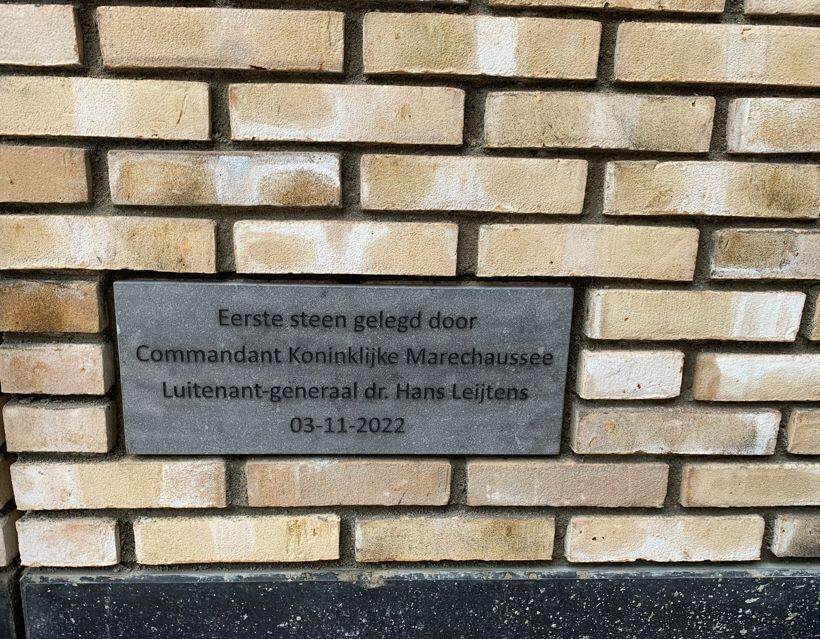 Eerste steen gelegd door
Commandant Koninklijke Marechaussee
Luitenant-generaal dr. Hans Leijtens
03-11-2022